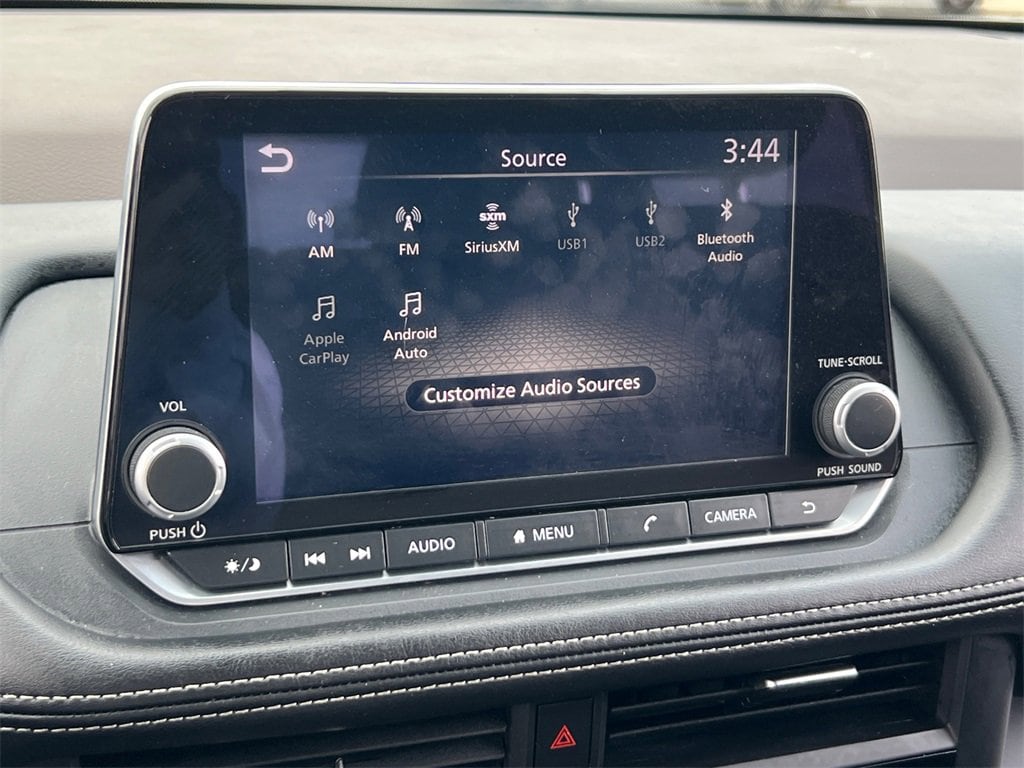 Source
3:44
AM
FM
sxm
SiriusXM
USB1
USB2
Bluetooth
Audio
Apple
CarPlay
Android
Auto
Customize Audio Sources
VOL
PUSH
TUNE·SCROLL
PUSH SOUND
AUDIO
MENU
CAMERA